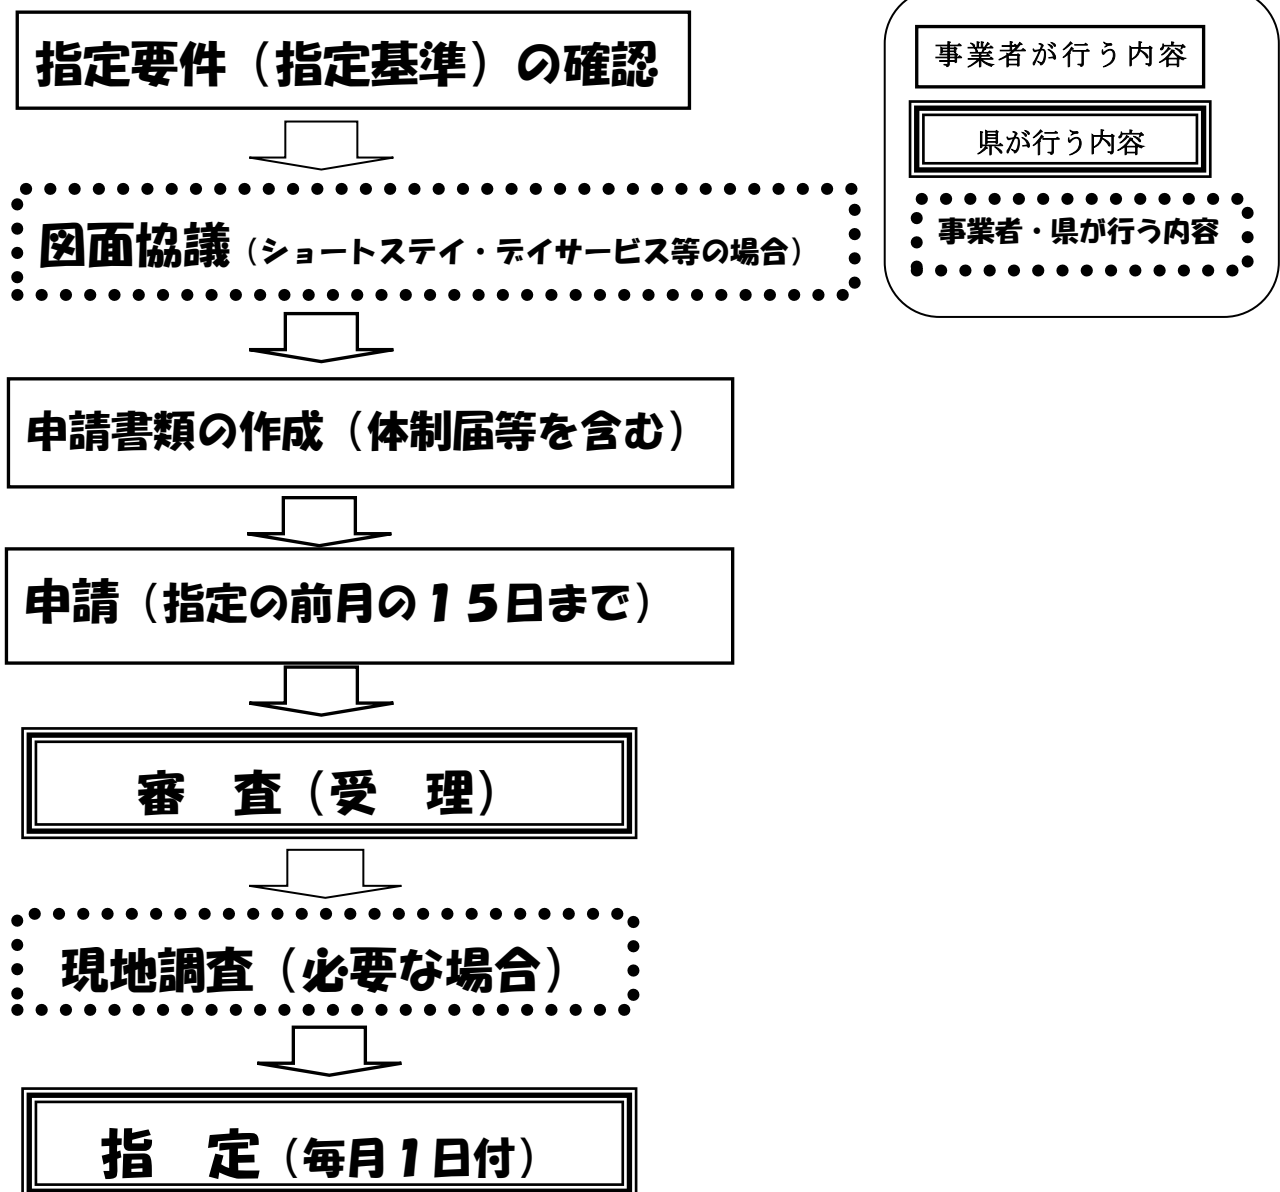 指定要件（指定基準）の確認
事業者が行う内容
県が行う内容
事業者・県が行う内容
図面協議（ショートステイ・デイサービス等の場合）
申請書類の作成（体制届等を含む）
申請（指定の前月の１５日まで）
審　査（受　理）
現地調査（必要な場合）
指　定（毎月１日付）